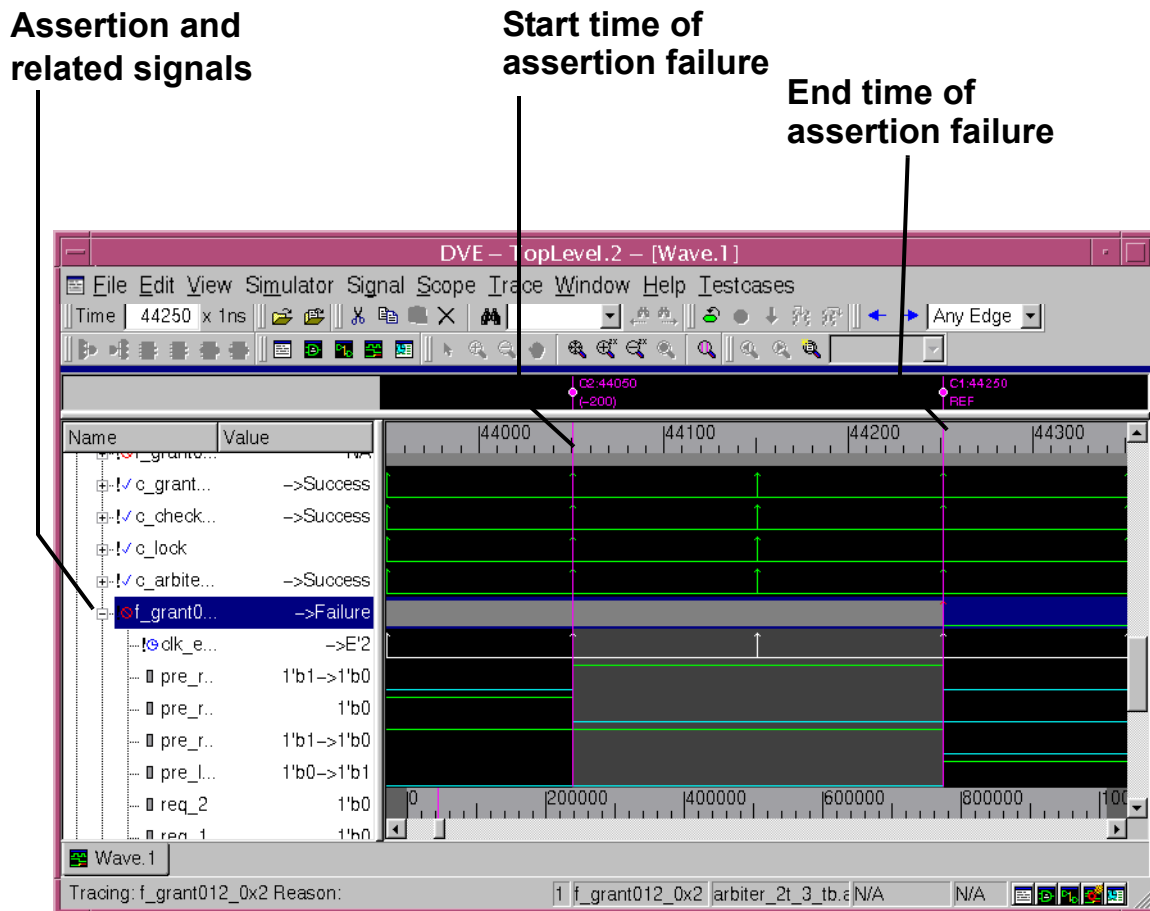 Assertion and
related signals
Start time of
assertion failure
End time of
assertion failure
DVE – TopLevel.2 – [Wave.1]
File Edit View Simulator Signal Scope Trace Window Help Testcases
Time 44250 x 1ns Any Edge
C2:44050
(-200)
C1:44250
REF
Name Value
44000 44100 44200 44300
f_grant0... NA
c_grant... –>Success
c_check... –>Success
c_lock
c_arbite... –>Success
f_grant0... –>Failure
clk_e... –>E'2
pre_r.. 1'b1–>1'b0
pre_r.. 1'b0
pre_r.. 1'b1–>1'b0
pre_l... 1'b0–>1'b1
req_2 1'b0
req_1 1'b0
0 200000 400000 600000 800000 100
Wave.1
Tracing: f_grant012_0x2 Reason: 1 f_grant012_0x2 arbiter_2t_3_tb.a N/A N/A